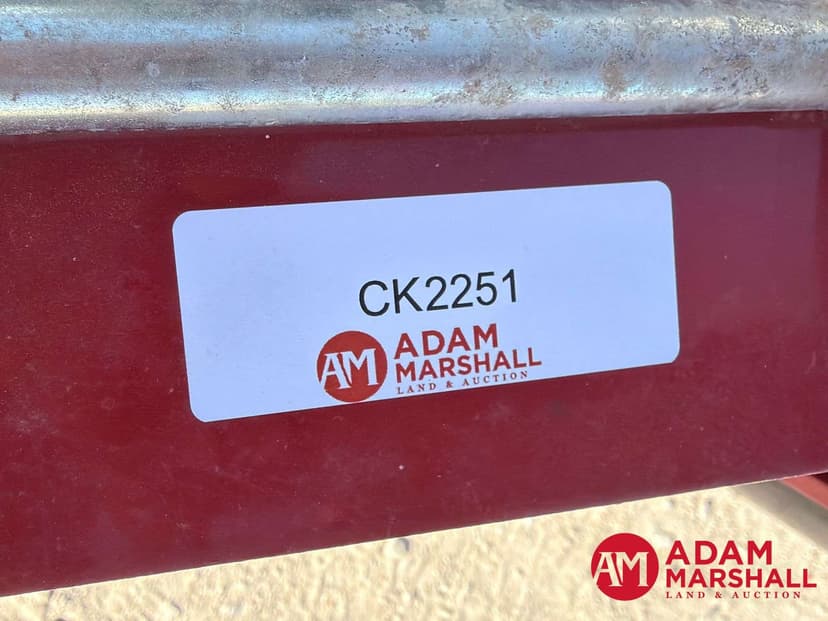 CK2251
AM
ADAM
MARSHALL
LAND & AUCTION
AM
ADAM
MARSHALL
LAND & AUCTION